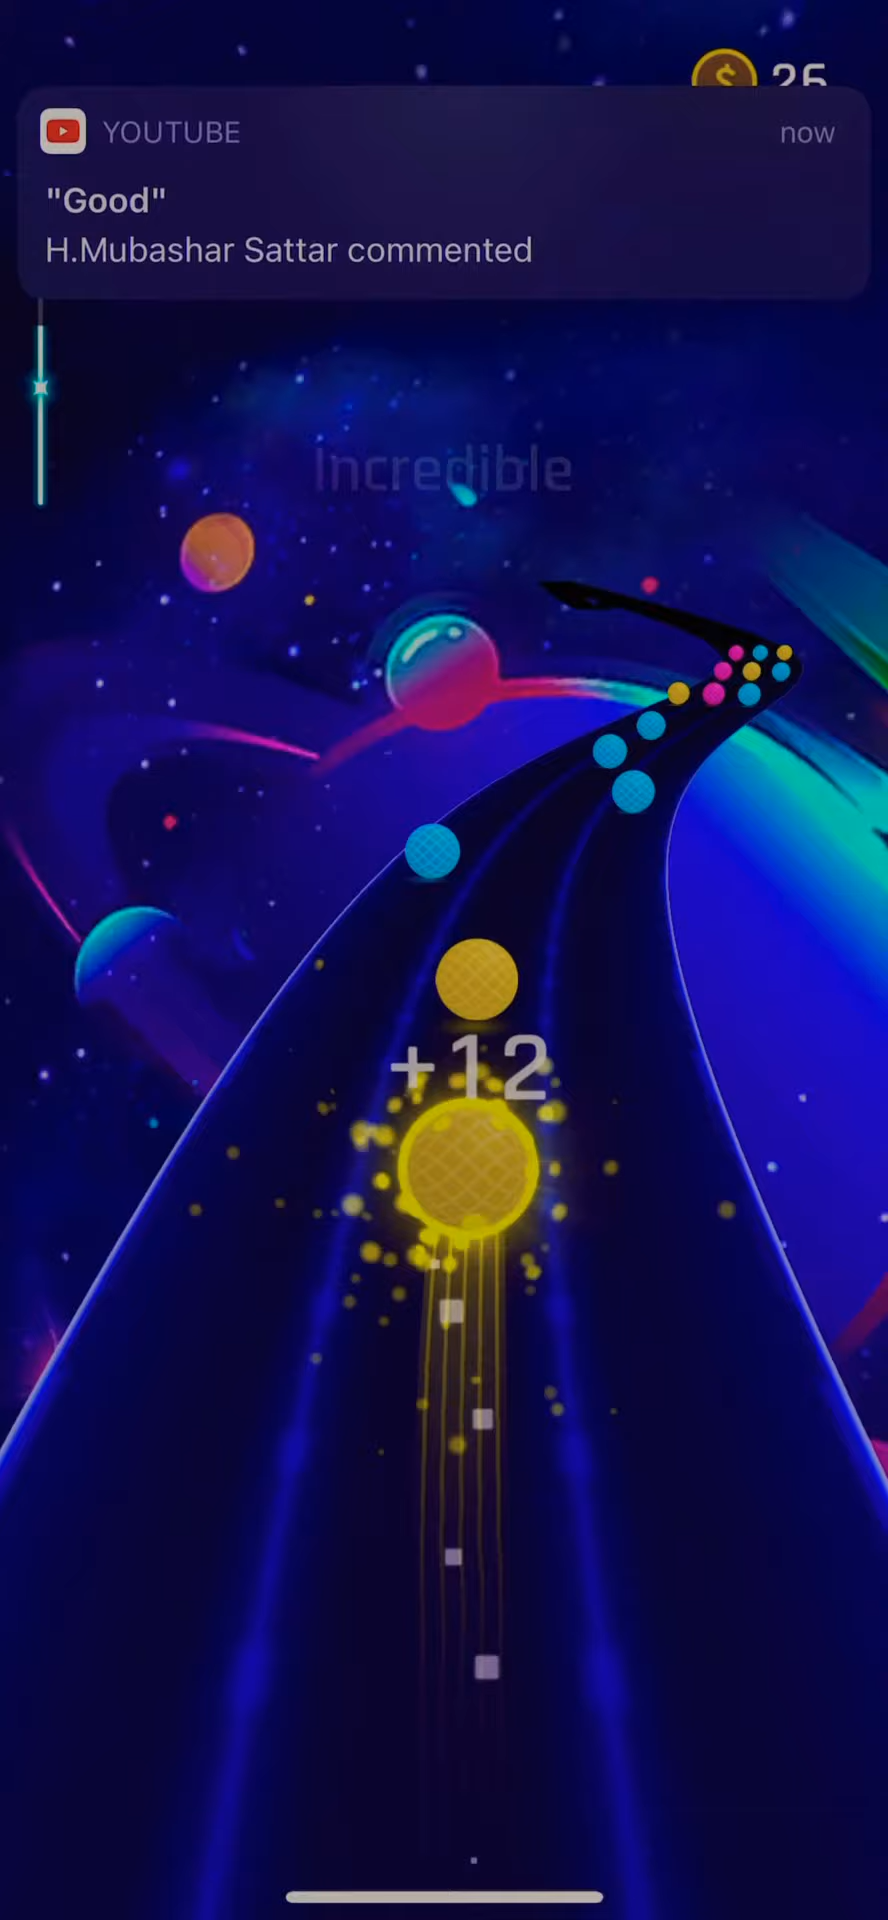 25
YOUTUBE
now
"Good"
H.Mubashar Sattar commented
Incredible
+12